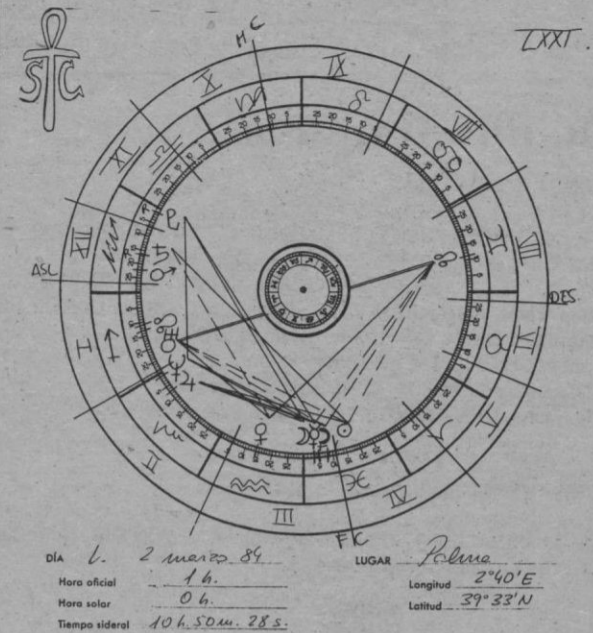 STC
LXXI.
MC
IX
X
VIII
XI
VII
XII
ASC
DES.
I
VI
II
V
III
IV
FC
DÍA L. 2 marzo 84
LUGAR Palma
Hora oficial 1 h.
Longitud 2°40'E
Hora solar 0 h.
Latitud 39°33'N
Tiempo sideral 10 h. 50 m. 28 s.